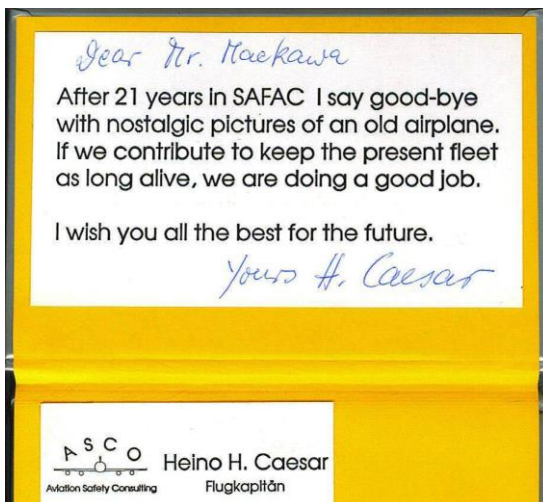 Dear Mr. Maekawa
After 21 years in SAFAC I say good-bye
with nostalgic pictures of an old airplane.
If we contribute to keep the present fleet
as long alive, we are doing a good job.
I wish you all the best for the future.
Yours H. Caesar
ASCO
Aviation Safety Consulting
Heino H. Caesar
Flugkapitän